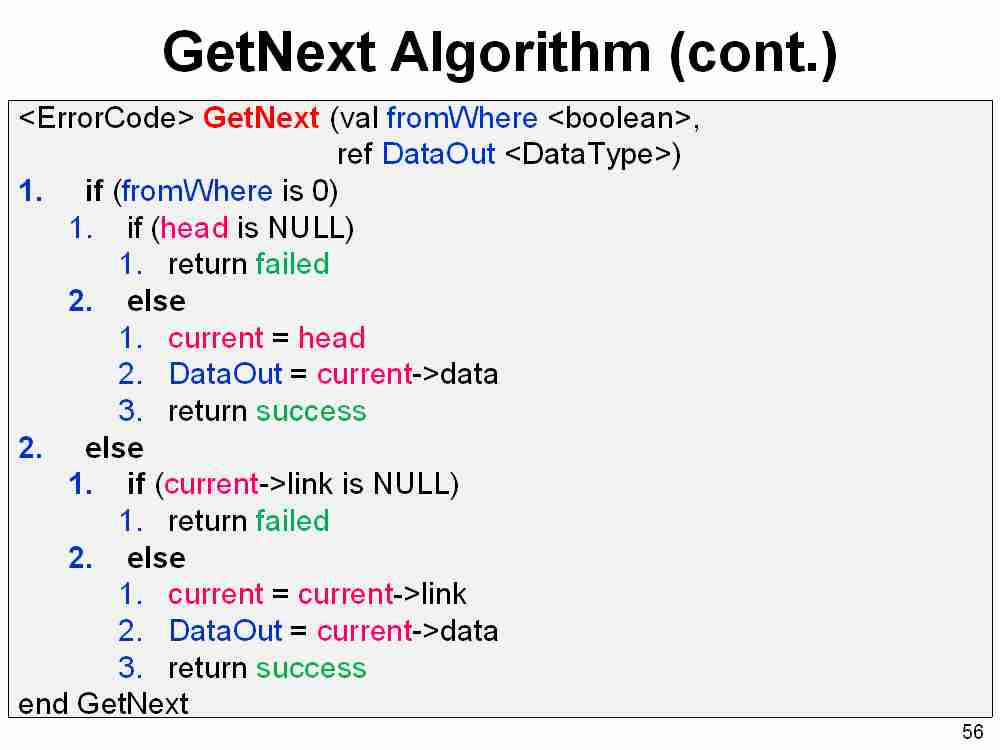 GetNext Algorithm (cont.)
<ErrorCode> GetNext (val fromWhere <boolean>,
ref DataOut <DataType>)
1. if (fromWhere is 0)
1. if (head is NULL)
1. return failed
2. else
1. current = head
2. DataOut = current->data
3. return success
2. else
1. if (current->link is NULL)
1. return failed
2. else
1. current = current->link
2. DataOut = current->data
3. return success
end GetNext
56